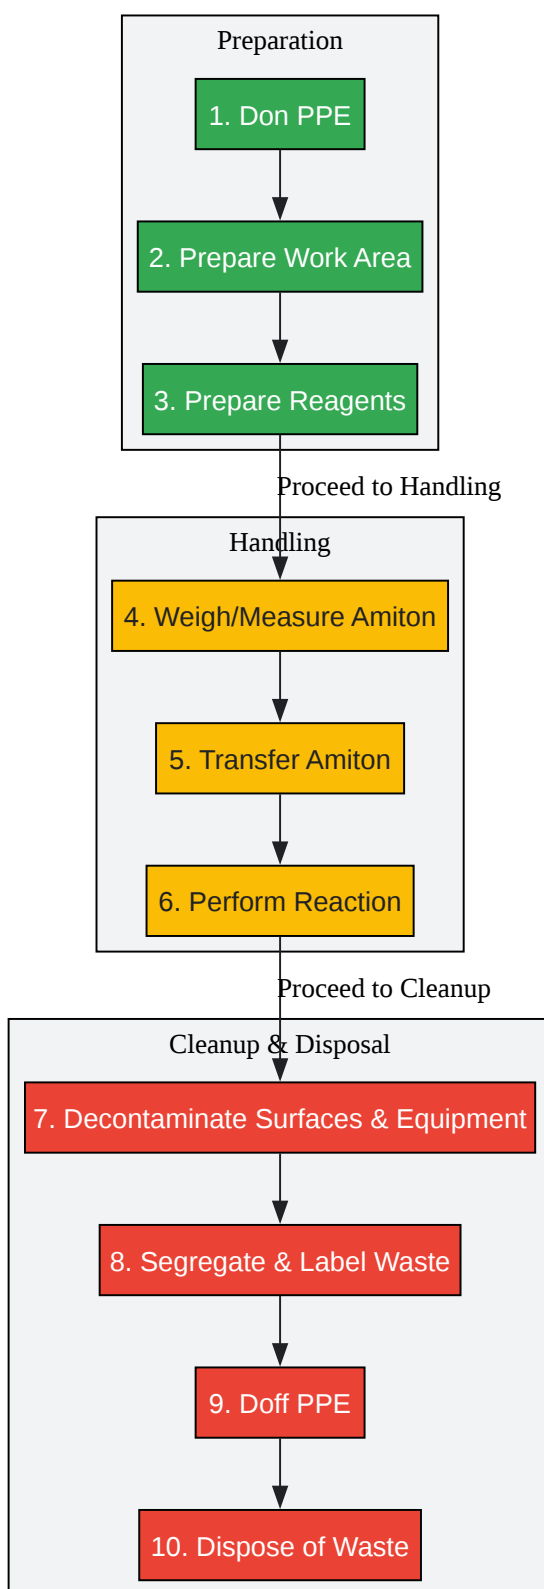 Preparation
1. Don PPE
2. Prepare Work Area
3. Prepare Reagents
Proceed to Handling
Handling
4. Weigh/Measure Amiton
5. Transfer Amiton
6. Perform Reaction
Proceed to Cleanup
Cleanup & Disposal
7. Decontaminate Surfaces & Equipment
8. Segregate & Label Waste
9. Doff PPE
10. Dispose of Waste